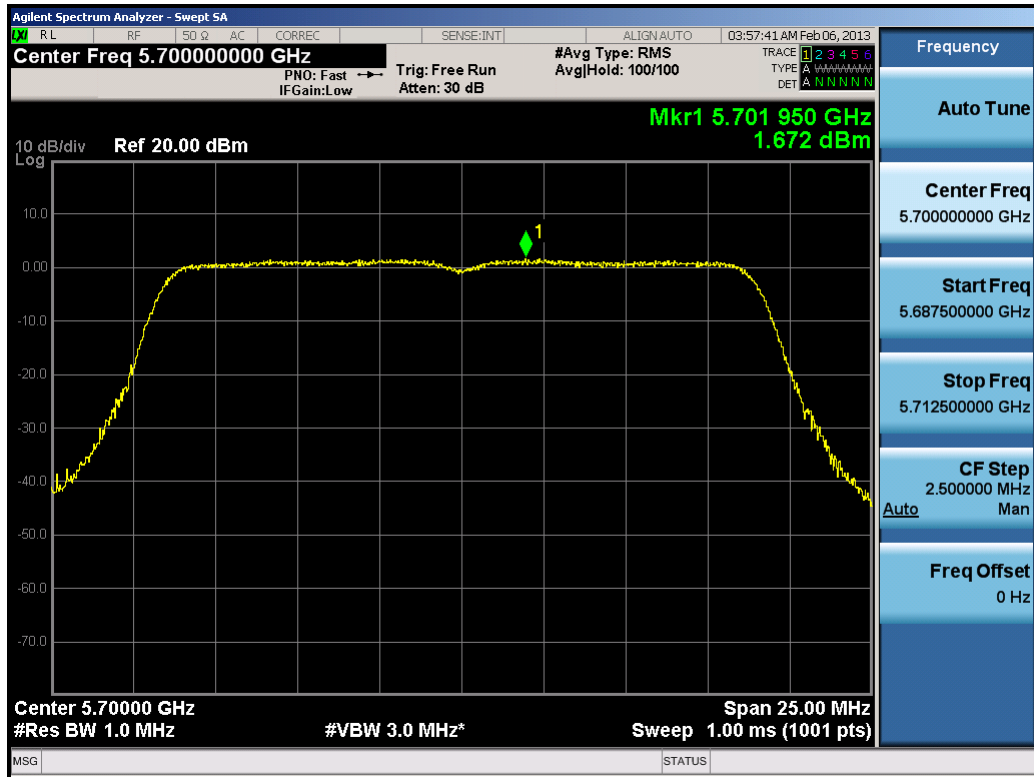 Agilent Spectrum Analyzer - Swept SA
LXI RL RF 50 Ω AC CORREC SENSE:INT ALIGNAUTO 03:57:41 AM Feb 06, 2013
Center Freq 5.700000000 GHz
PNO: Fast
IFGain:Low
Trig: Free Run
Atten: 30 dB
#Avg Type: RMS
Avg|Hold: 100/100
TRACE 1 2 3 4 5 6
TYPE A WWWWW
DET A N N N N N
Mkr1 5.701 950 GHz
1.672 dBm
10 dB/div Ref 20.00 dBm
Log
10.0
0.00
-10.0
-20.0
-30.0
-40.0
-50.0
-60.0
-70.0
1
Center 5.70000 GHz Span 25.00 MHz
#Res BW 1.0 MHz #VBW 3.0 MHz* Sweep 1.00 ms (1001 pts)
MSG STATUS
Frequency
Auto Tune
Center Freq
5.700000000 GHz
Start Freq
5.687500000 GHz
Stop Freq
5.712500000 GHz
CF Step
2.500000 MHz
Auto Man
Freq Offset
0 Hz